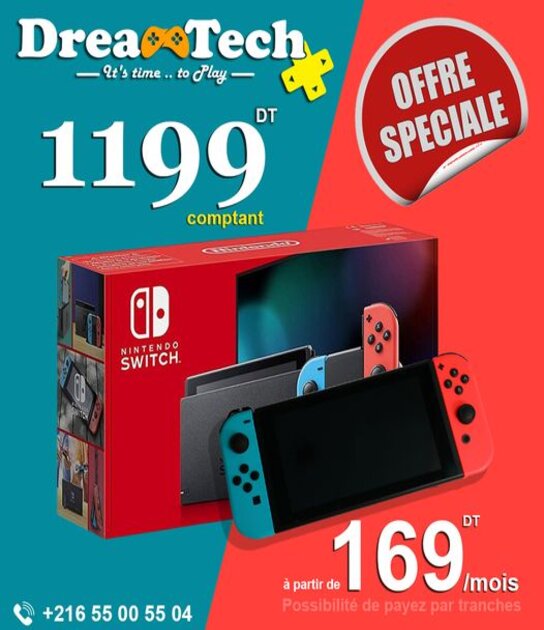 DreamTech
It's time .. to Play
OFFRE
SPECIALE
1199 DT
comptant
Nintendo
NINTENDO
SWITCH.
à partir de 169 DT /mois
Possibilité de payez par tranches
+216 55 00 55 04